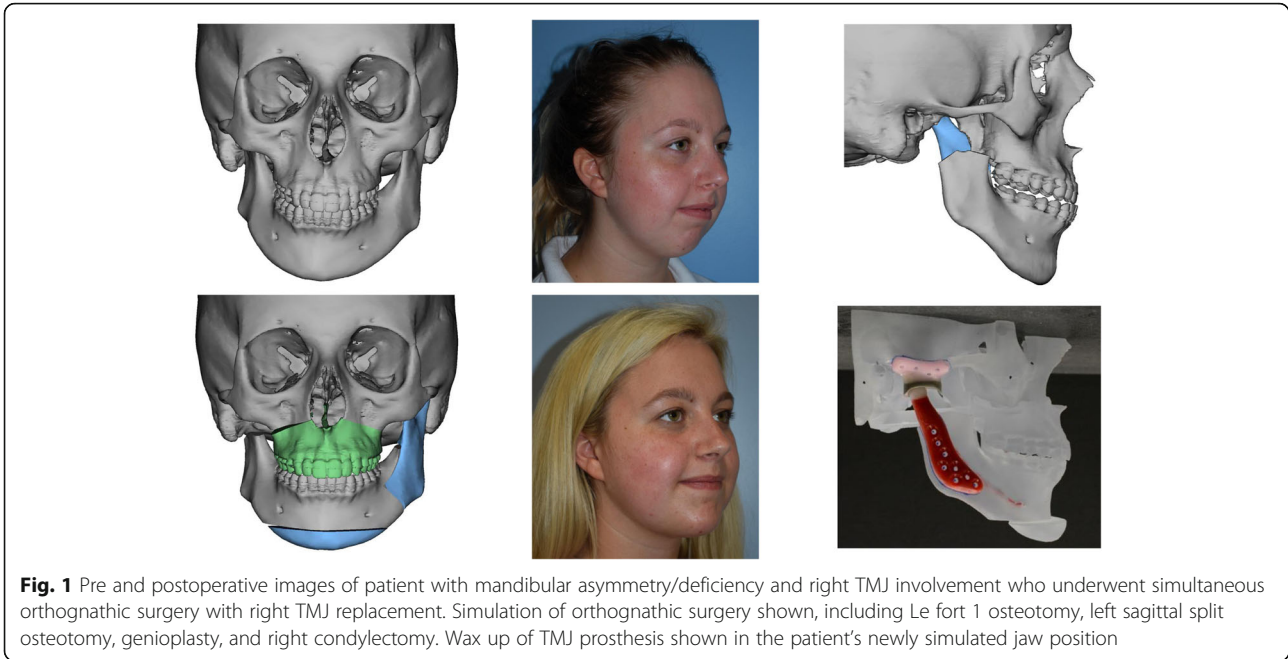 Fig. 1 Pre and postoperative images of patient with mandibular asymmetry/deficiency and right TMJ involvement who underwent simultaneous
orthognathic surgery with right TMJ replacement. Simulation of orthognathic surgery shown, including Le fort 1 osteotomy, left sagittal split
osteotomy, genioplasty, and right condylectomy. Wax up of TMJ prosthesis shown in the patient's newly simulated jaw position